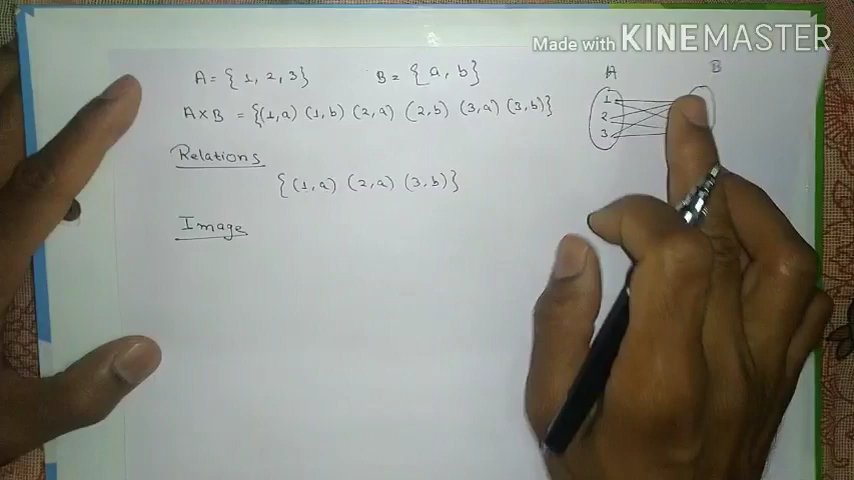 Made with KINEMASTER
A = { 1, 2, 3 } B = { a, b }
A B
A × B = { (1,a) (1,b) (2,a) (2,b) (3,a) (3,b) }
1
2
3
Relations
{ (1,a) (2,a) (3,b) }
Image